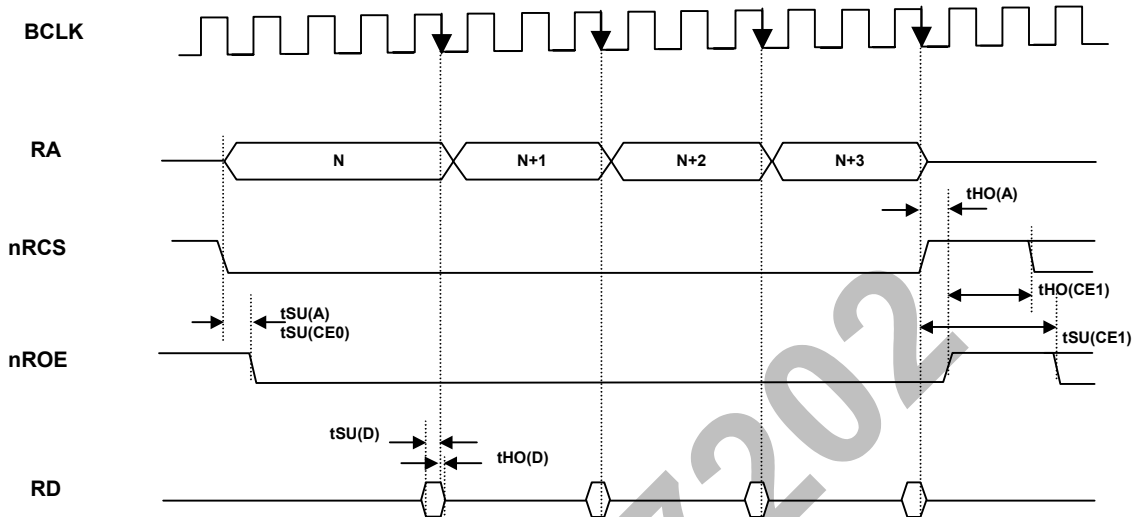 BCLK
RA
N
N+1
N+2
N+3
tHO(A)
nRCS
tHO(CE1)
tSU(A)
tSU(CE0)
tSU(CE1)
nROE
tSU(D)
tHO(D)
RD